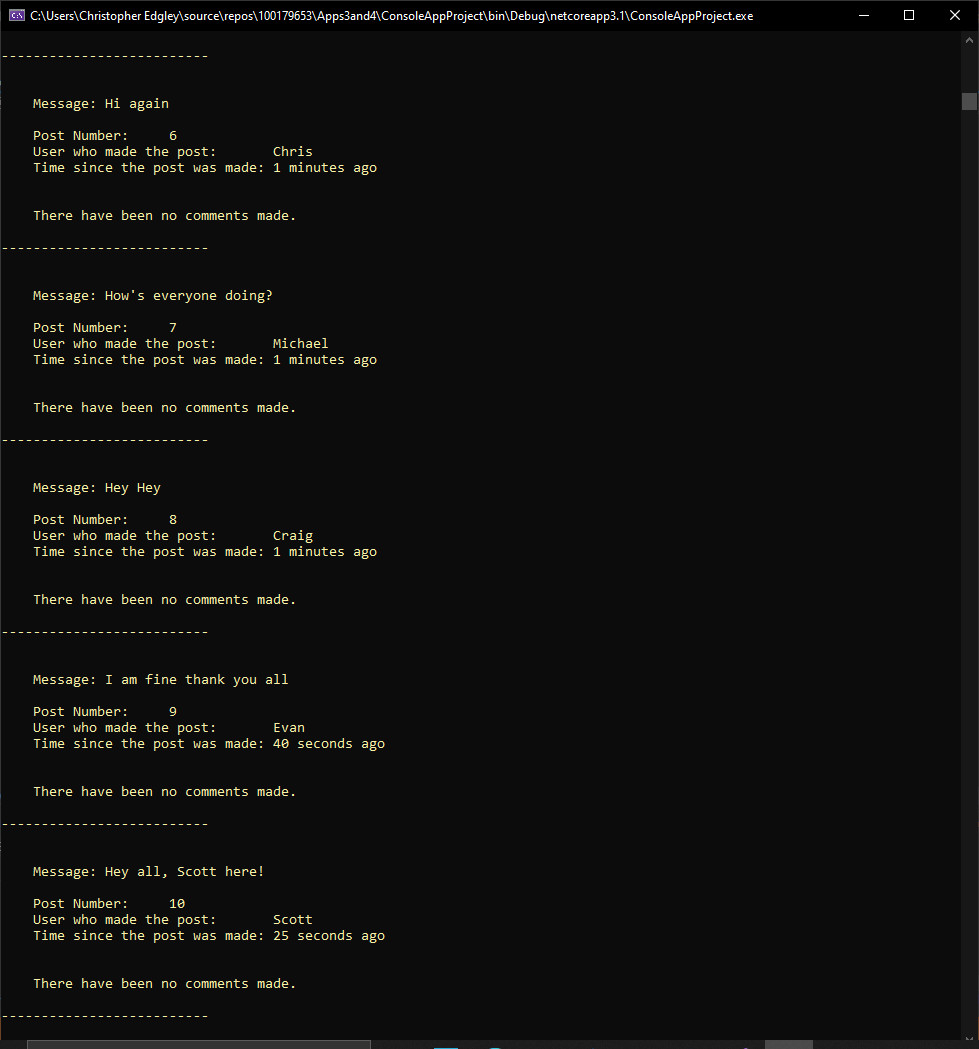 C:\Users\Christopher Edgley\source\repos\100179653\Apps3and4\ConsoleAppProject\bin\Debug\netcoreapp3.1\ConsoleAppProject.exe
--------------------------
Message: Hi again
Post Number:     6
User who made the post:       Chris
Time since the post was made: 1 minutes ago
There have been no comments made.
--------------------------
Message: How's everyone doing?
Post Number:     7
User who made the post:       Michael
Time since the post was made: 1 minutes ago
There have been no comments made.
--------------------------
Message: Hey Hey
Post Number:     8
User who made the post:       Craig
Time since the post was made: 1 minutes ago
There have been no comments made.
--------------------------
Message: I am fine thank you all
Post Number:     9
User who made the post:       Evan
Time since the post was made: 40 seconds ago
There have been no comments made.
--------------------------
Message: Hey all, Scott here!
Post Number:     10
User who made the post:       Scott
Time since the post was made: 25 seconds ago
There have been no comments made.
--------------------------